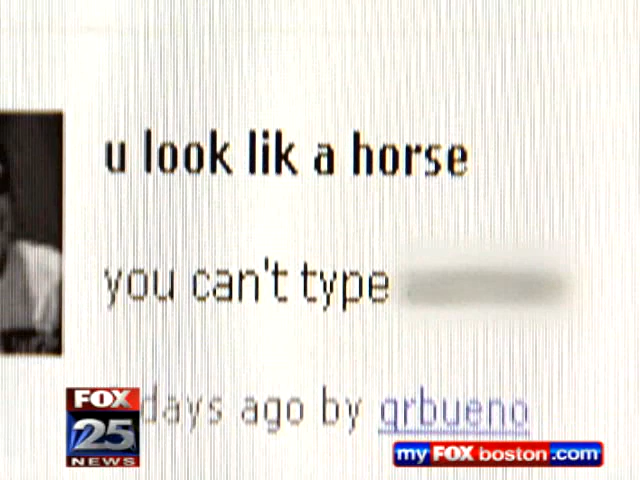 u look lik a horse
you can't type
days ago by grbueno
FOX
25
NEWS
myFOXboston.com